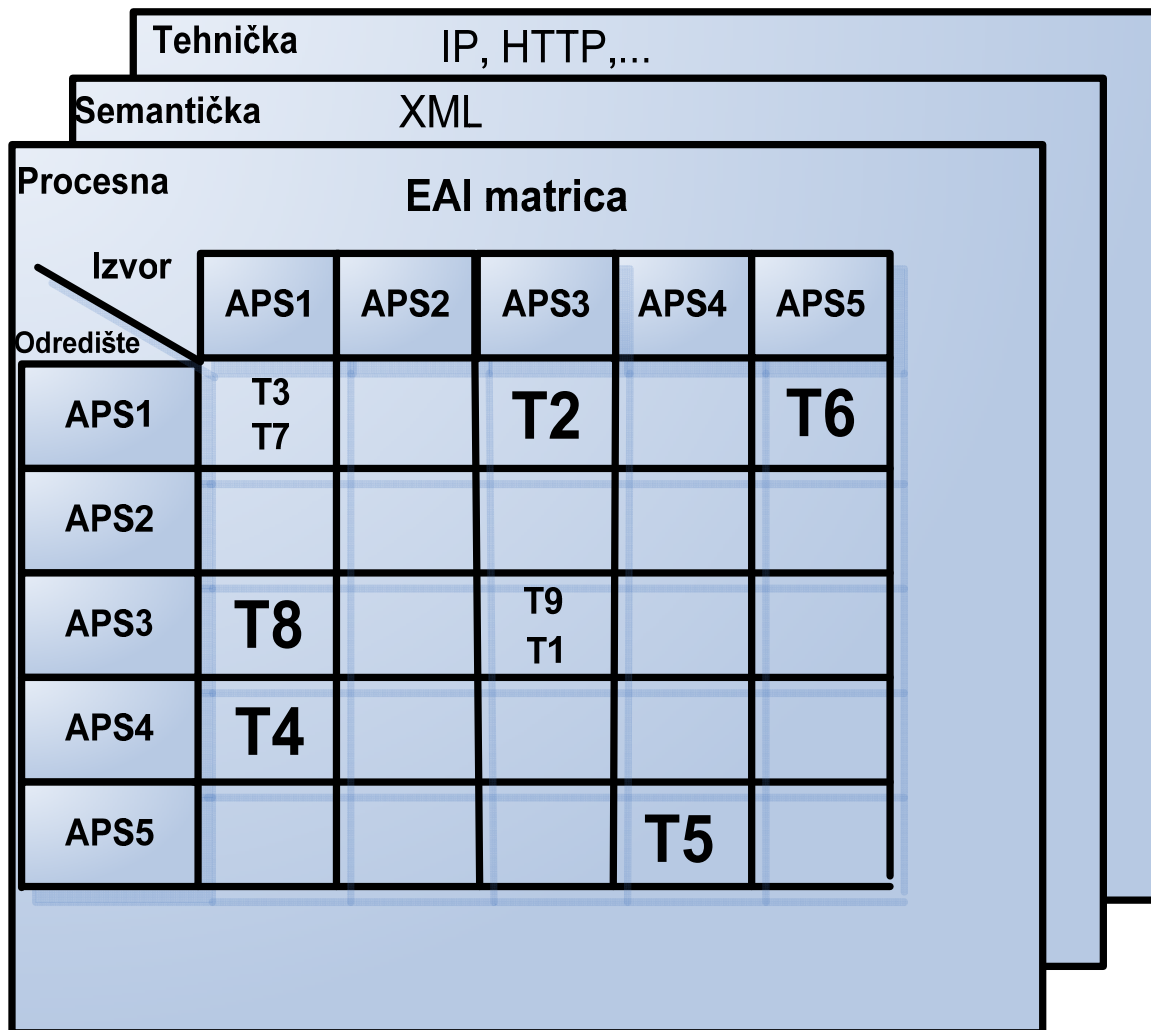 Tehnička IP, HTTP,...
Semantička XML
Procesna
EAI matrica
Izvor
Odredište
APS1 APS2 APS3 APS4 APS5
APS1 T3 T7 T2 T6
APS2
APS3 T8 T9 T1
APS4 T4
APS5 T5